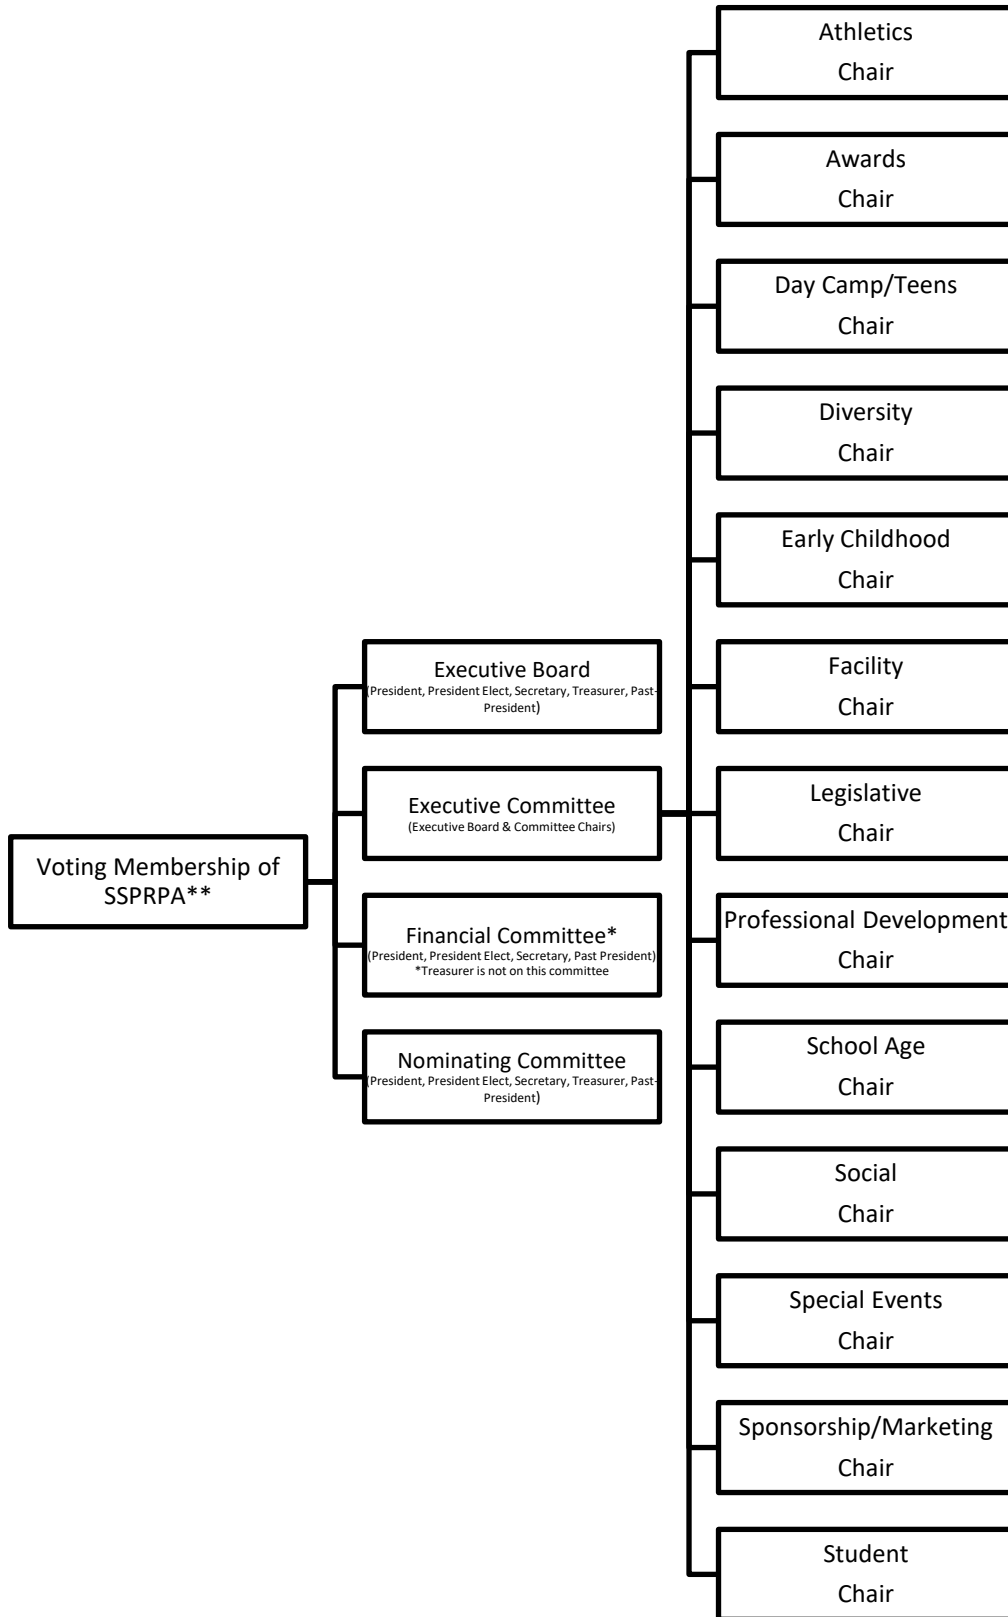 Voting Membership of
SSPRPA**
Executive Board
(President, President Elect, Secretary, Treasurer, Past-
President)
Executive Committee
(Executive Board & Committee Chairs)
Financial Committee*
(President, President Elect, Secretary, Past President)
*Treasurer is not on this committee
Nominating Committee
(President, President Elect, Secretary, Treasurer, Past-
President)
Athletics
Chair
Awards
Chair
Day Camp/Teens
Chair
Diversity
Chair
Early Childhood
Chair
Facility
Chair
Legislative
Chair
Professional Development
Chair
School Age
Chair
Social
Chair
Special Events
Chair
Sponsorship/Marketing
Chair
Student
Chair